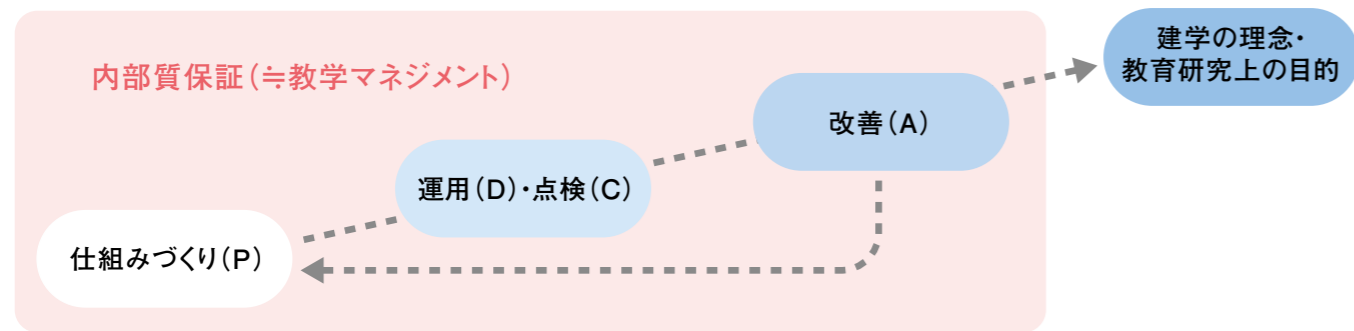 内部質保証(≒教学マネジメント)
建学の理念・
教育研究上の目的
改善(A)
運用(D)・点検(C)
仕組みづくり(P)